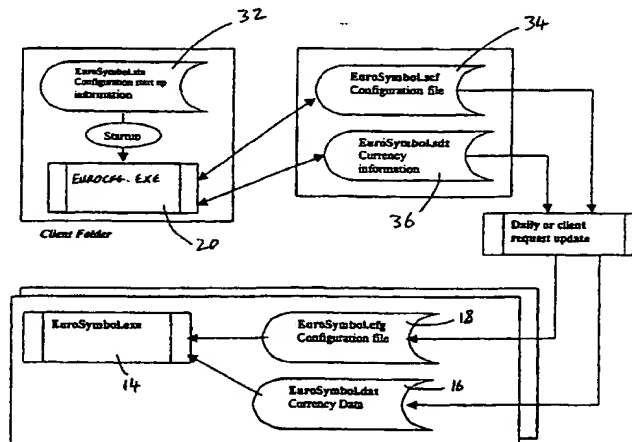 32
34
EuroSymbol.sta
Configuration start up
information
EuroSymbol.scf
Configuration file
Startup
EuroSymbol.sdt
Currency
information
EUROCFG. EXE
36
20
Client Folder
Daily or client
request update
EuroSymbol.exe
EuroSymbol.cfg
Configuration file
18
14
EuroSymbol.dat
Currency Data
16